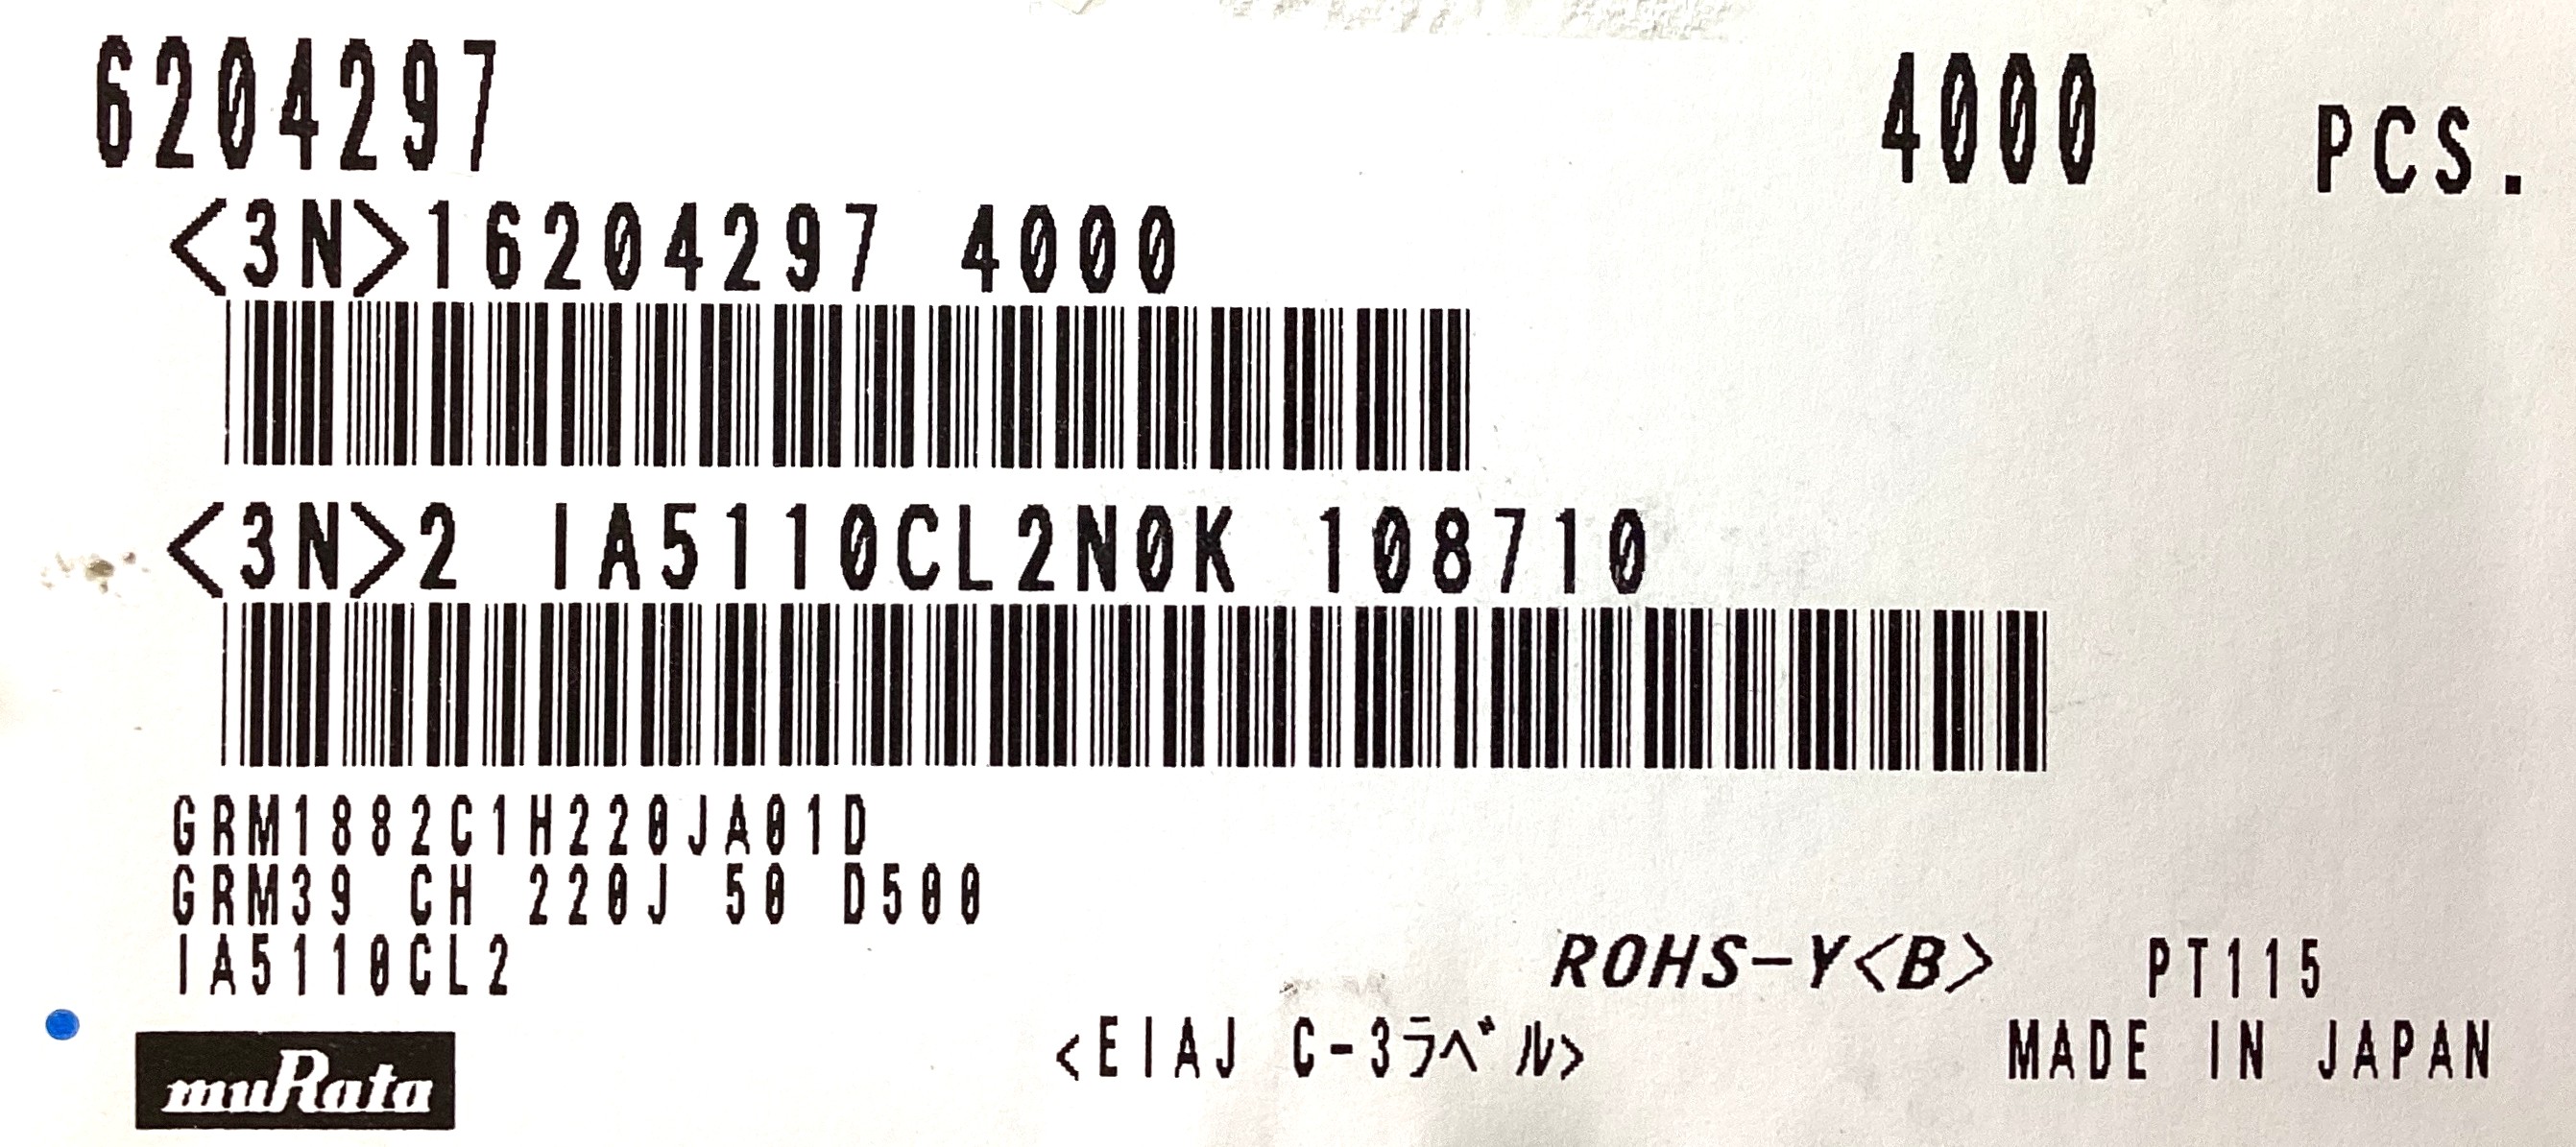 6204297 4000 PCS.
<3N>16204297 4000
<3N>2 IA5110CL2N0K 108710
GRM1882C1H220JA01D
GRM39 CH 220J 50 D500
IA5110CL2
ROHS-Y<B> PT115
<EIAJ C-3ラベル> MADE IN JAPAN
muRata